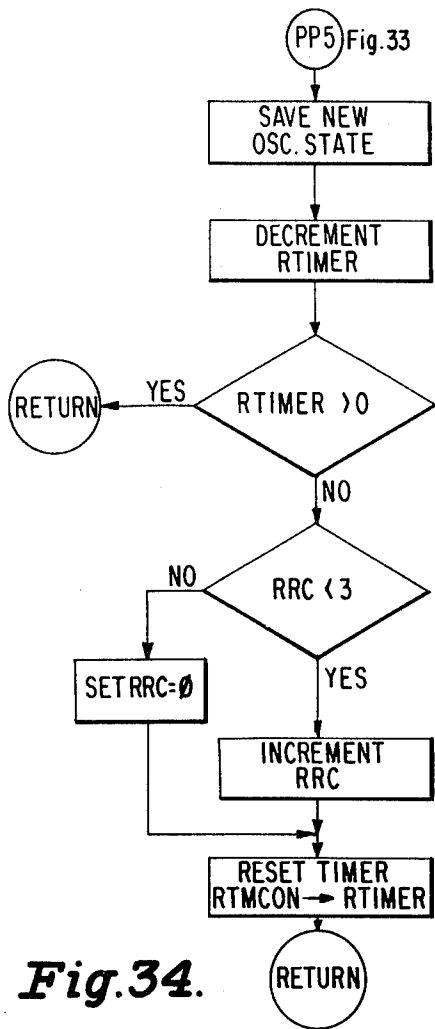 PP5 Fig.33
SAVE NEW
OSC. STATE
DECREMENT
RTIMER
RTIMER >0
YES
RETURN
NO
RRC <3
NO
YES
SET RRC=Ø
INCREMENT
RRC
RESET TIMER
RTMCON → RTIMER
RETURN
Fig.34.